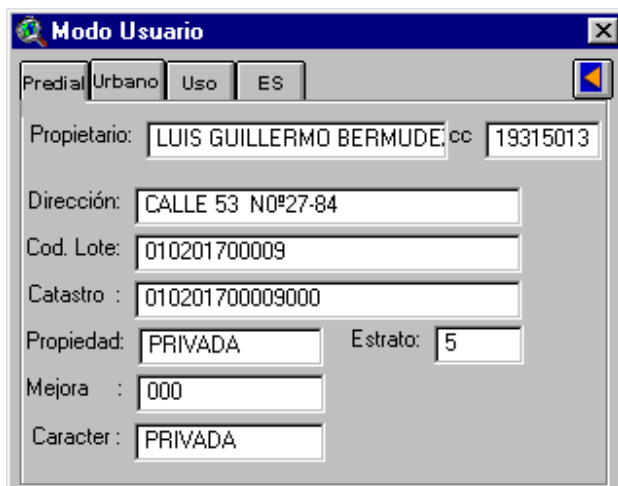 Modo Usuario
Predial Urbano Uso ES
Propietario: LUIS GUILLERMO BERMUDE cc 19315013
Dirección: CALLE 53 N0º27-84
Cod. Lote: 010201700009
Catastro : 010201700009000
Propiedad: PRIVADA Estrato: 5
Mejora : 000
Caracter : PRIVADA